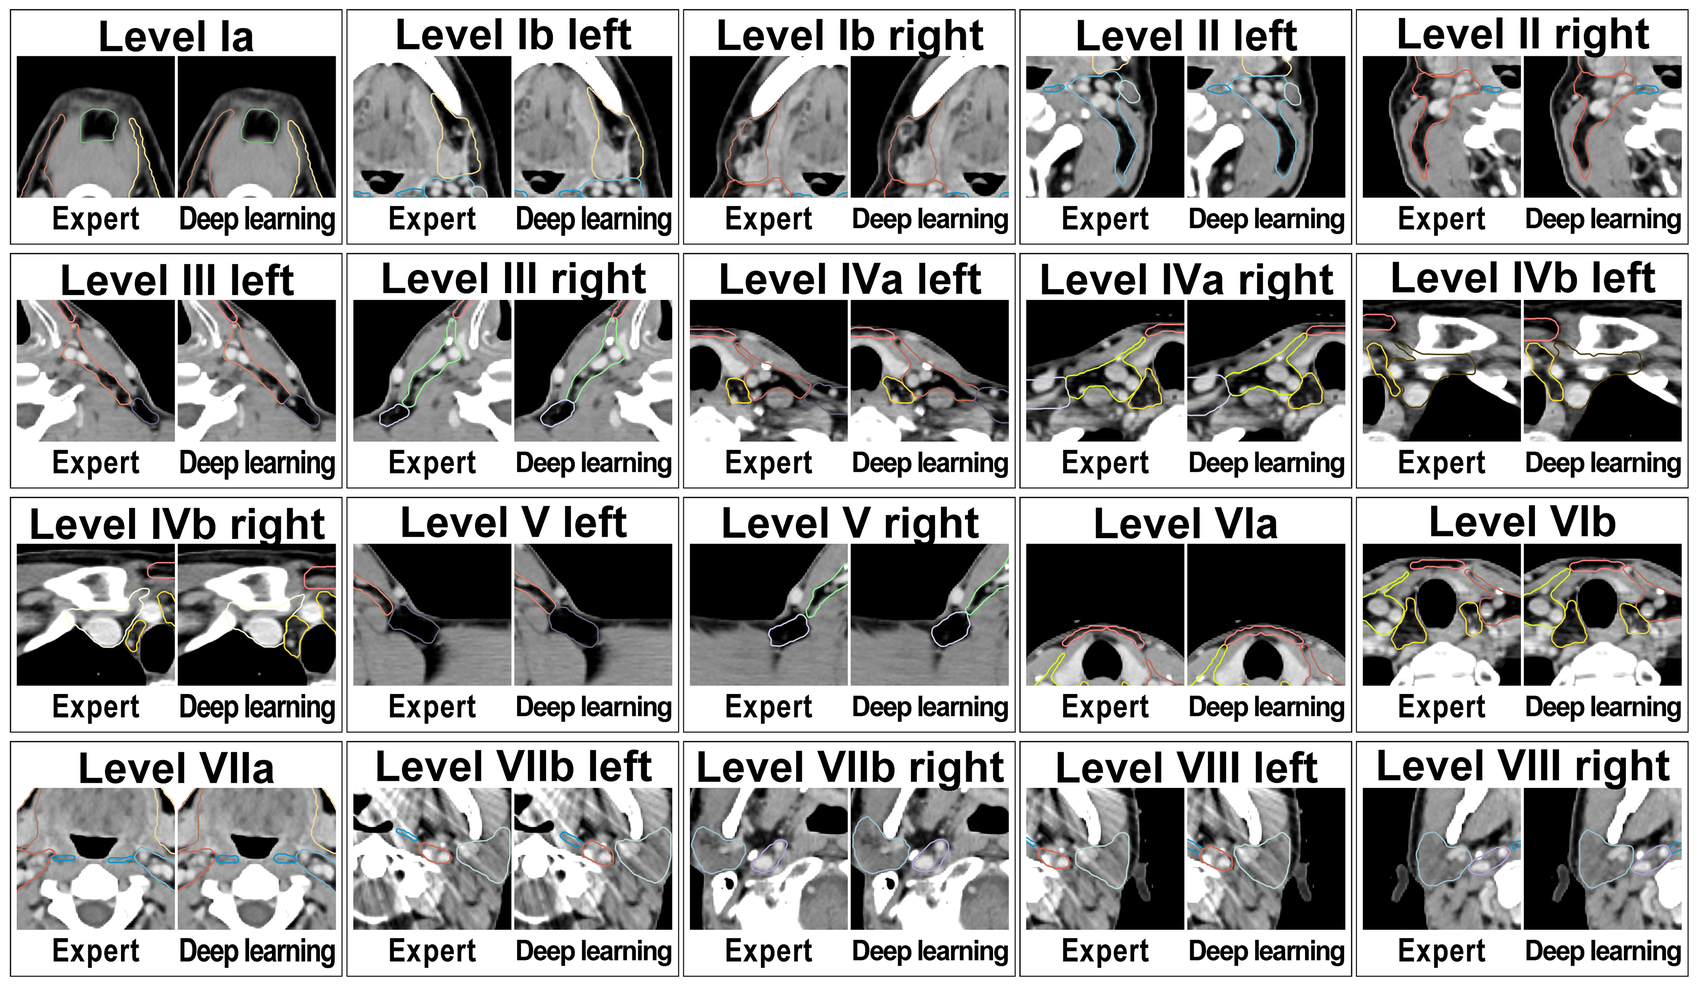 Level Ia
Expert Deep learning
Level Ib left
Expert Deep learning
Level Ib right
Expert Deep learning
Level II left
Expert Deep learning
Level II right
Expert Deep learning
Level III left
Expert Deep learning
Level III right
Expert Deep learning
Level IVa left
Expert Deep learning
Level IVa right
Expert Deep learning
Level IVb left
Expert Deep learning
Level IVb right
Expert Deep learning
Level V left
Expert Deep learning
Level V right
Expert Deep learning
Level VIa
Expert Deep learning
Level VIb
Expert Deep learning
Level VIIa
Expert Deep learning
Level VIIb left
Expert Deep learning
Level VIIb right
Expert Deep learning
Level VIII left
Expert Deep learning
Level VIII right
Expert Deep learning